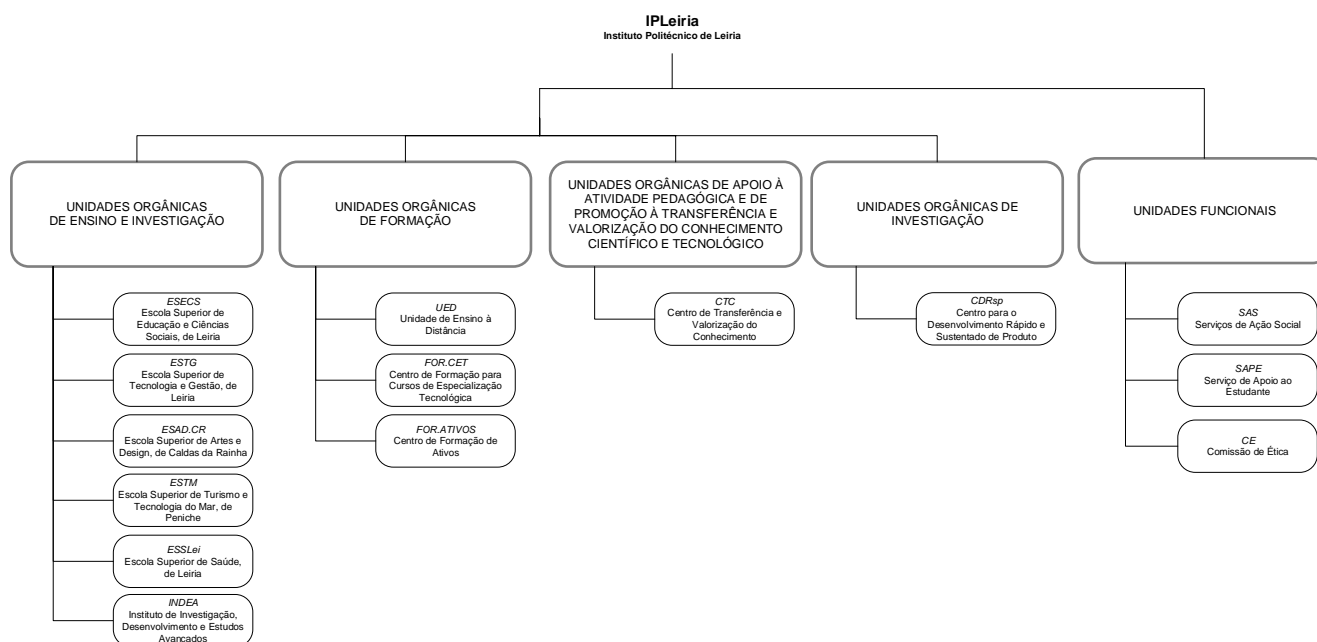 IPLeiria
Instituto Politécnico de Leiria
UNIDADES ORGÂNICAS
DE ENSINO E INVESTIGAÇÃO
UNIDADES ORGÂNICAS
DE FORMAÇÃO
UNIDADES ORGÂNICAS DE APOIO À
ATIVIDADE PEDAGÓGICA E DE
PROMOÇÃO À TRANSFERÊNCIA E
VALORIZAÇÃO DO CONHECIMENTO
CIENTÍFICO E TECNOLÓGICO
UNIDADES ORGÂNICAS DE
INVESTIGAÇÃO
UNIDADES FUNCIONAIS
ESECS
Escola Superior de
Educação e Ciências
Sociais, de Leiria
ESTG
Escola Superior de
Tecnologia e Gestão, de
Leiria
ESAD.CR
Escola Superior de Artes e
Design, de Caldas da Rainha
ESTM
Escola Superior de Turismo e
Tecnologia do Mar, de
Peniche
ESSLei
Escola Superior de Saúde,
de Leiria
INDEA
Instituto de Investigação,
Desenvolvimento e Estudos
Avançados
UED
Unidade de Ensino à
Distância
FOR.CET
Centro de Formação para
Cursos de Especialização
Tecnológica
FOR.ATIVOS
Centro de Formação de
Ativos
CTC
Centro de Transferência e
Valorização do
Conhecimento
CDRsp
Centro para o
Desenvolvimento Rápido e
Sustentado de Produto
SAS
Serviços de Ação Social
SAPE
Serviço de Apoio ao
Estudante
CE
Comissão de Ética